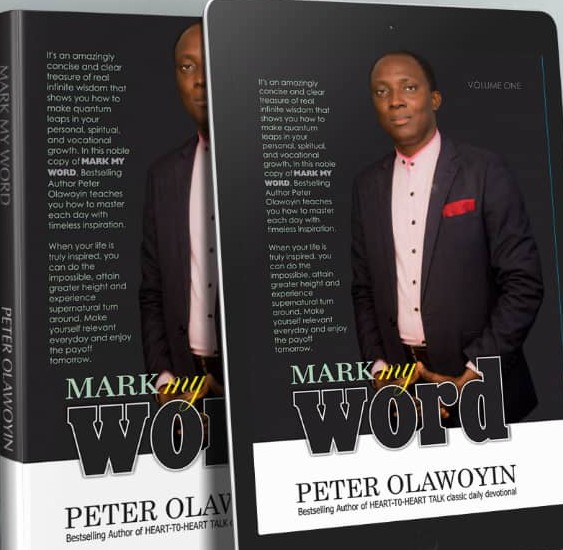 MARK MY WORD
PETER OLAWOYIN
It's an amazingly
concise and clear
treasure of real
infinite wisdom that
shows you how to
make quantum
leaps in your
personal, spiritual,
and vocational
growth. In this noble
copy of MARK MY
WORD, Bestselling
Author Peter
Olawoyin teaches
you how to master
each day with
timeless inspiration.
When your life is
truly inspired, you
can do the
impossible, attain
greater height and
experience
supernatural turn
around. Make
yourself relevant
everyday and enjoy
the payoff
tomorrow.
MARK my
WO
PETER OLAW
Bestselling Author of HEART-TO-HEART TALK
VOLUME ONE
It's an amazingly
concise and clear
treasure of real
infinite wisdom that
shows you how to
make quantum
leaps in your
personal, spiritual,
and vocational
growth. In this noble
copy of MARK MY
WORD, Bestselling
Author Peter
Olawoyin teaches
you how to master
each day with
timeless inspiration.
When your life is
truly inspired, you
can do the
impossible, attain
greater height and
experience
supernatural turn
around. Make
yourself relevant
everyday and enjoy
the payoff
tomorrow.
MARK my
word
PETER OLAWOYIN
Bestselling Author of HEART-TO-HEART TALK classic daily devotional